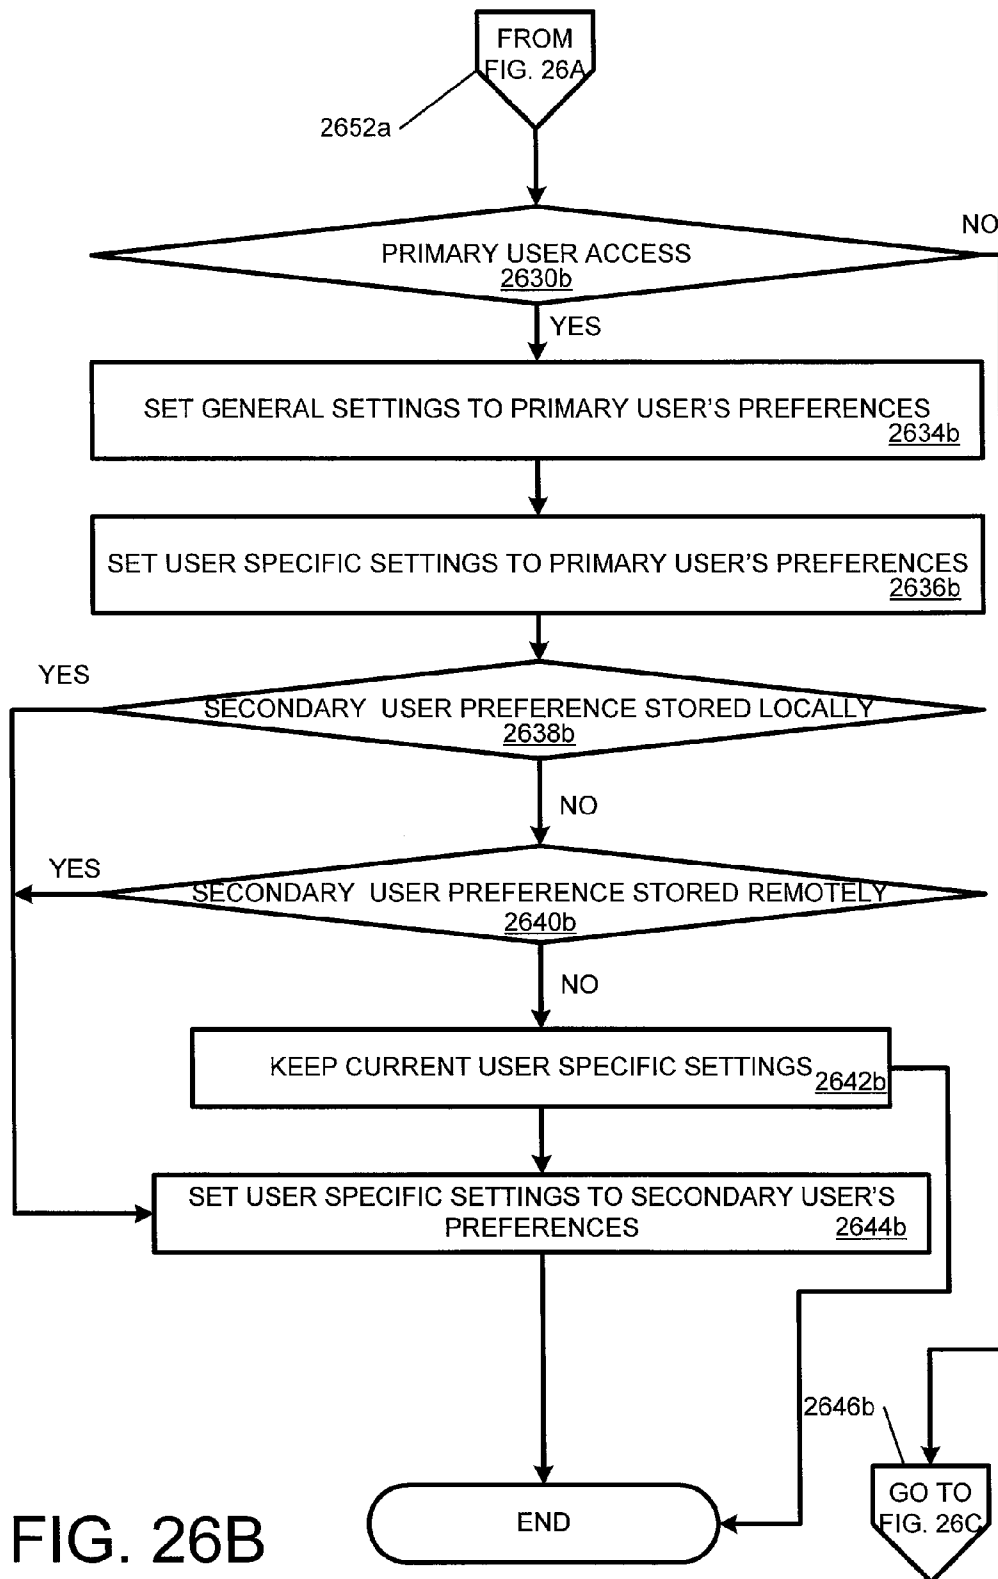 FROM
FIG. 26A
2652a
NO
PRIMARY USER ACCESS
2630b
YES
SET GENERAL SETTINGS TO PRIMARY USER'S PREFERENCES
2634b
SET USER SPECIFIC SETTINGS TO PRIMARY USER'S PREFERENCES
2636b
YES
SECONDARY USER PREFERENCE STORED LOCALLY
2638b
NO
YES
SECONDARY USER PREFERENCE STORED REMOTELY
2640b
NO
KEEP CURRENT USER SPECIFIC SETTINGS
2642b
SET USER SPECIFIC SETTINGS TO SECONDARY USER'S
PREFERENCES
2644b
2646b
GO TO
FIG. 26C
END
FIG. 26B